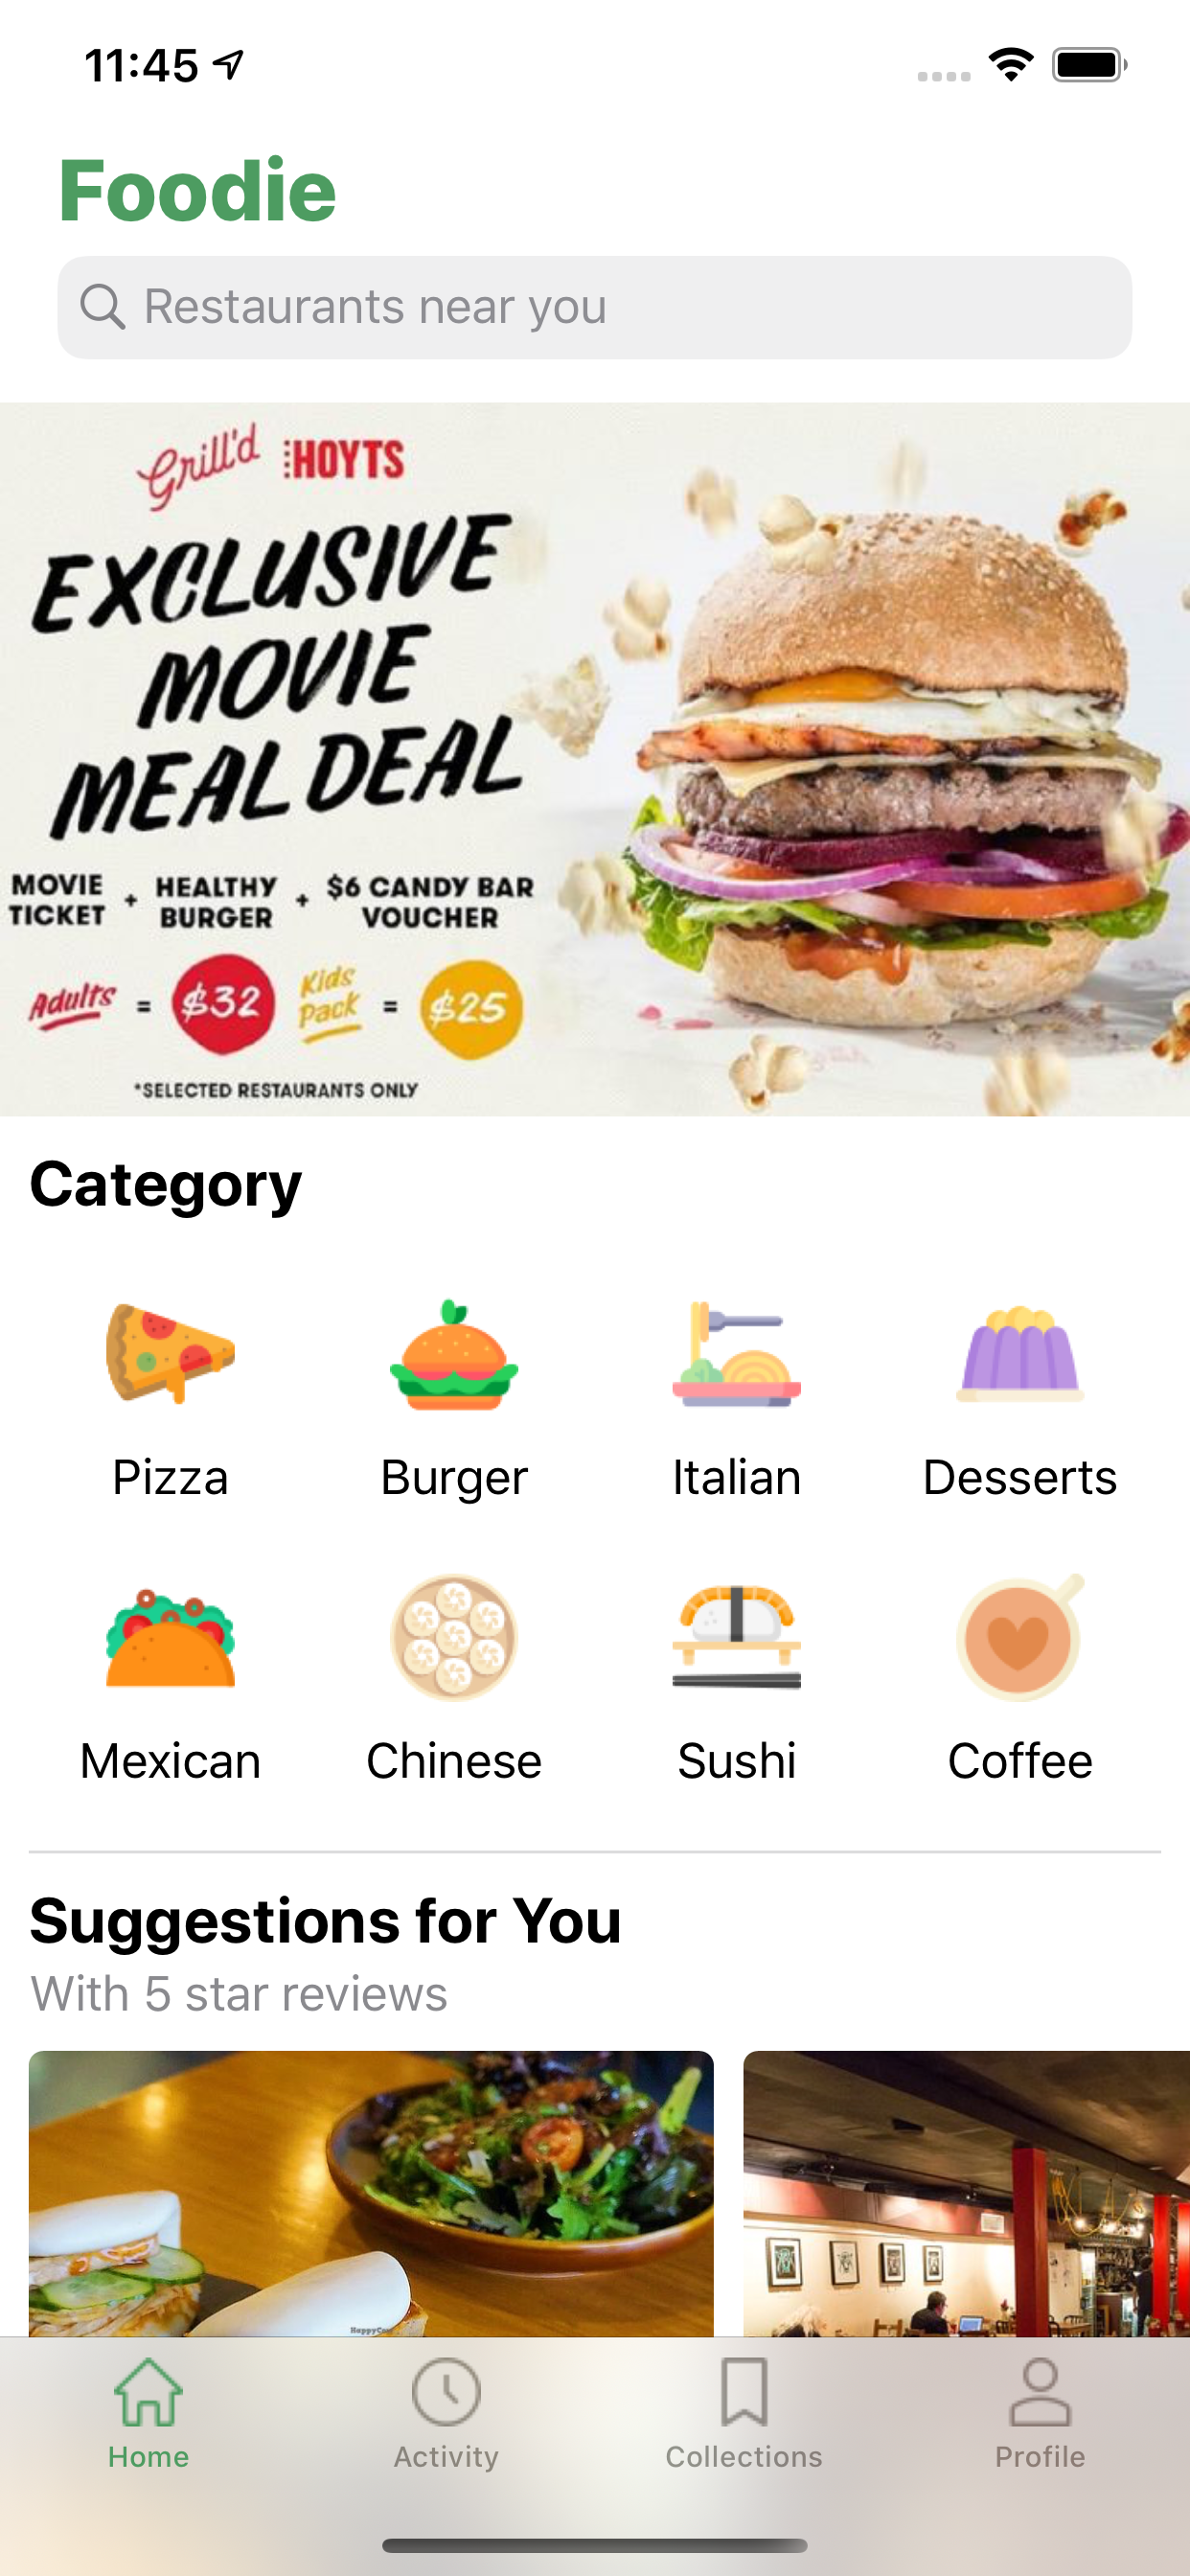 11:45
Foodie
Restaurants near you
Grill'd HOYTS
EXCLUSIVE
MOVIE
MEAL DEAL
MOVIE TICKET + HEALTHY BURGER + $6 CANDY BAR VOUCHER
Adults = $32 Kids Pack = $25
*SELECTED RESTAURANTS ONLY
Category
Pizza Burger Italian Desserts
Mexican Chinese Sushi Coffee
Suggestions for You
With 5 star reviews
HappyCow
Home Activity Collections Profile